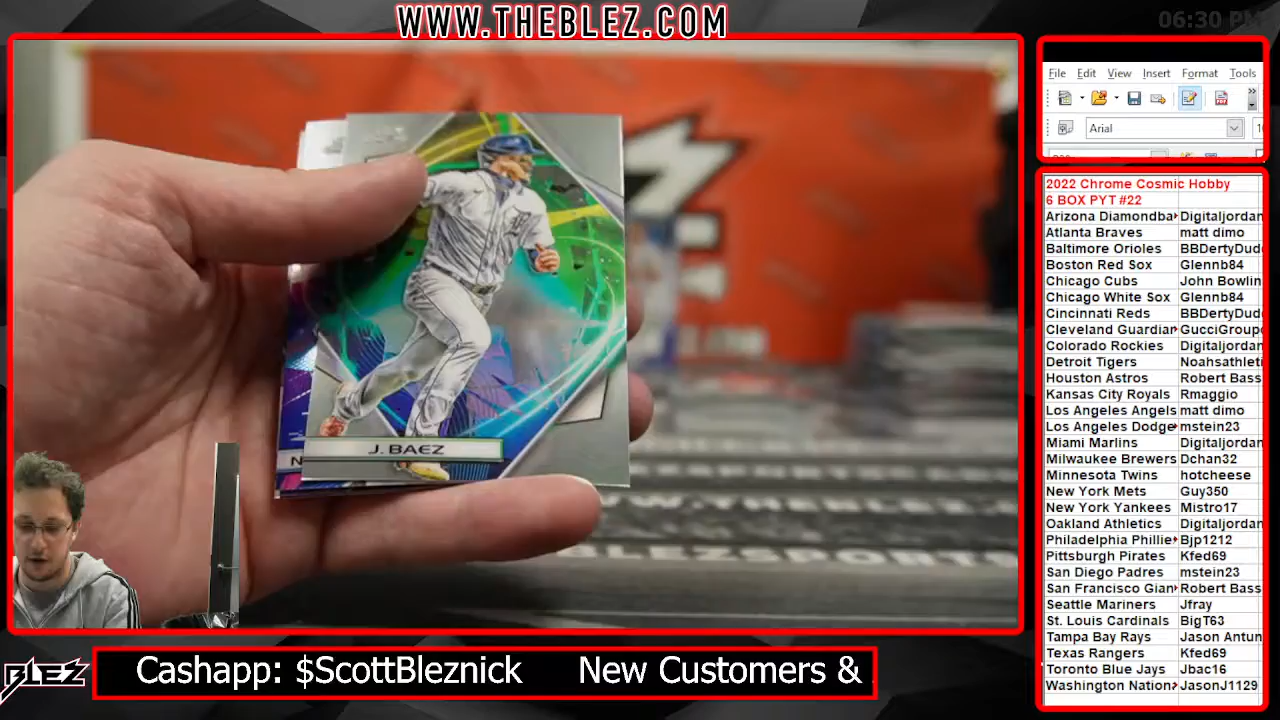 WWW.THEBLEZ.COM
06:30 PM
File Edit View Insert Format Tools
Arial
2022 Chrome Cosmic Hobby
6 BOX PYT #22
Arizona Diamondba Digitaljordan
Atlanta Braves matt dimo
Baltimore Orioles BBDertyDude
Boston Red Sox Glennb84
Chicago Cubs John Bowlin
Chicago White Sox Glennb84
Cincinnati Reds BBDertyDude
Cleveland Guardian GucciGroup
Colorado Rockies Digitaljordan
Detroit Tigers Noahsathleti
Houston Astros Robert Bass
Kansas City Royals Rmaggio
Los Angeles Angels matt dimo
Los Angeles Dodge mstein23
Miami Marlins Digitaljordan
Milwaukee Brewers Dchan32
Minnesota Twins hotcheese
New York Mets Guy350
New York Yankees Mistro17
Oakland Athletics Digitaljordan
Philadelphia Phillie Bjp1212
Pittsburgh Pirates Kfed69
San Diego Padres mstein23
San Francisco Gian Robert Bass
Seattle Mariners Jfray
St. Louis Cardinals BigT63
Tampa Bay Rays Jason Antun
Texas Rangers Kfed69
Toronto Blue Jays Jbac16
Washington Nation JasonJ1129
J. BAEZ
BLEZSPORTS
BLEZ
Cashapp: $ScottBleznick New Customers &